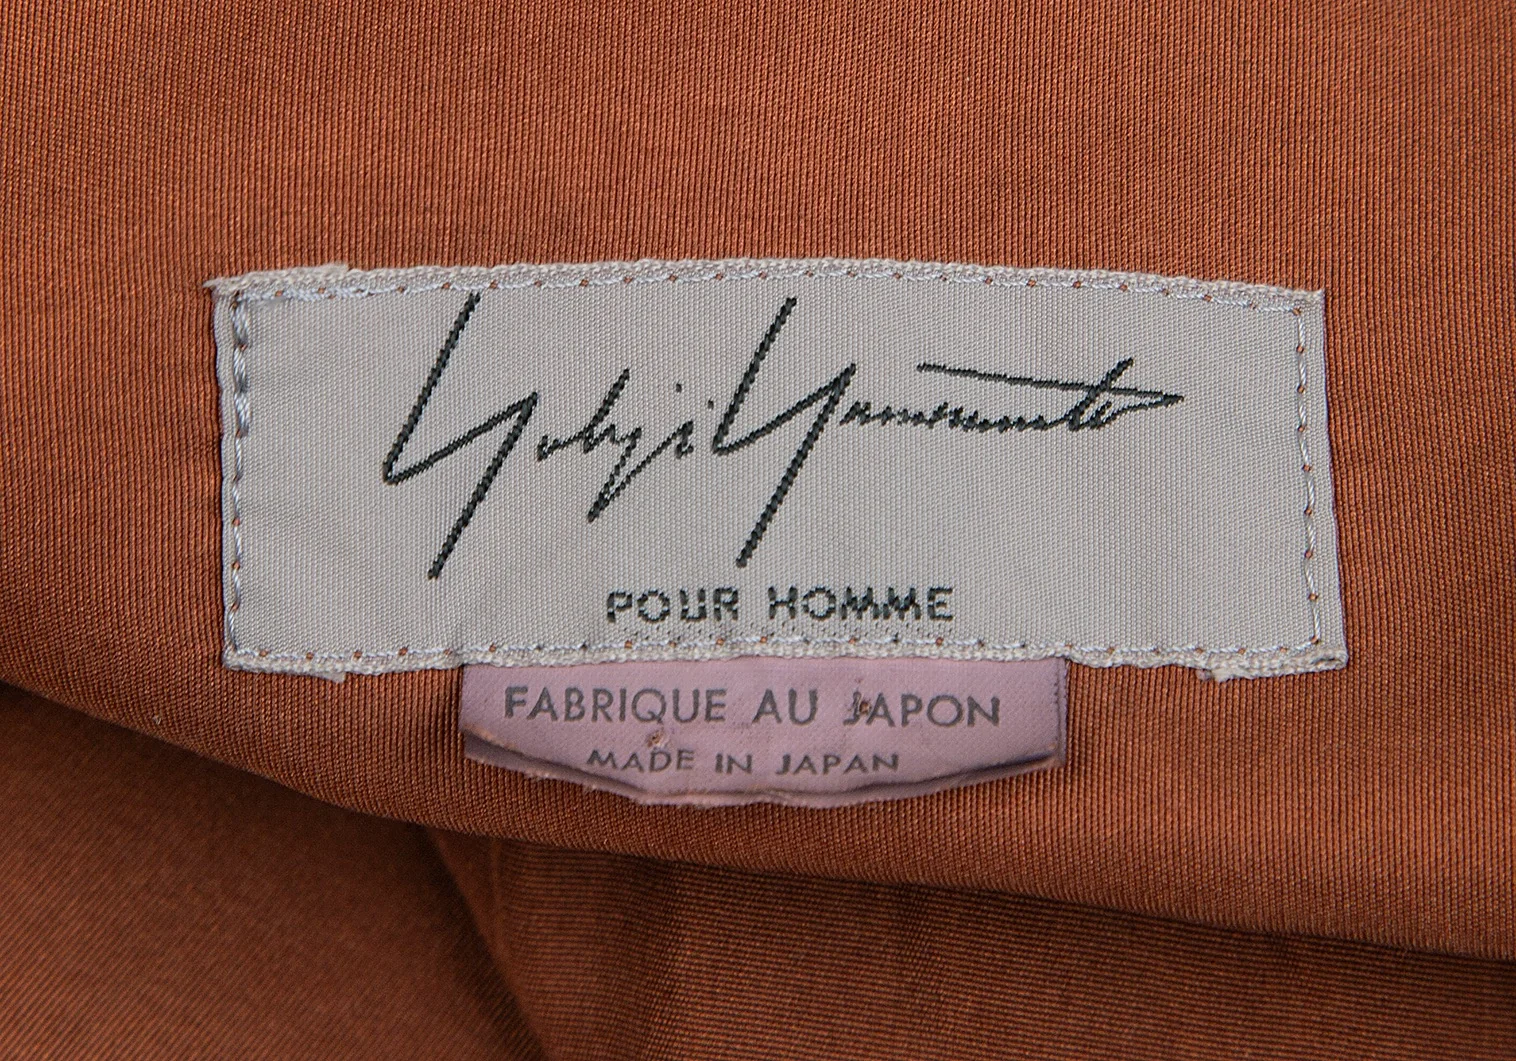 Yohji Yamamoto
POUR HOMME
FABRIQUE AU JAPON
MADE IN JAPAN